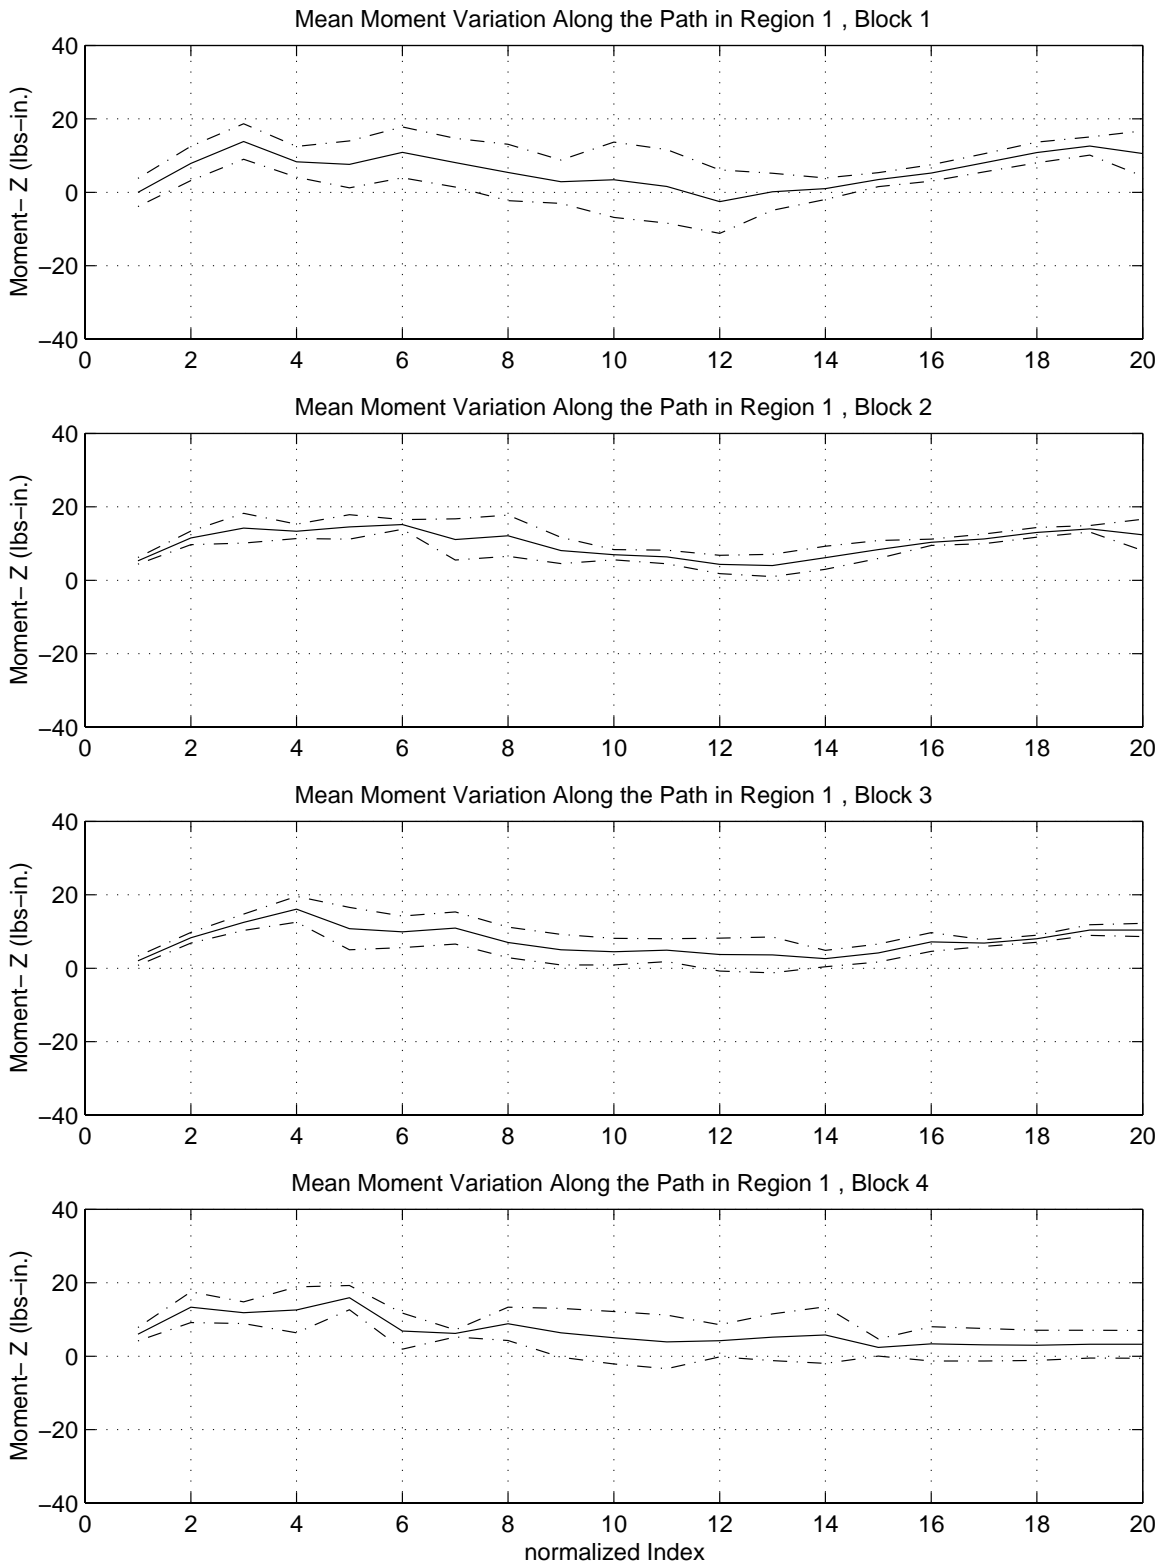 Mean Moment Variation Along the Path in Region 1 , Block 1
40
20
0
−20
−40
Moment− Z (lbs−in.)
0 2 4 6 8 10 12 14 16 18 20
Mean Moment Variation Along the Path in Region 1 , Block 2
40
20
0
−20
−40
Moment− Z (lbs−in.)
0 2 4 6 8 10 12 14 16 18 20
Mean Moment Variation Along the Path in Region 1 , Block 3
40
20
0
−20
−40
Moment− Z (lbs−in.)
0 2 4 6 8 10 12 14 16 18 20
Mean Moment Variation Along the Path in Region 1 , Block 4
40
20
0
−20
−40
Moment− Z (lbs−in.)
0 2 4 6 8 10 12 14 16 18 20
normalized Index